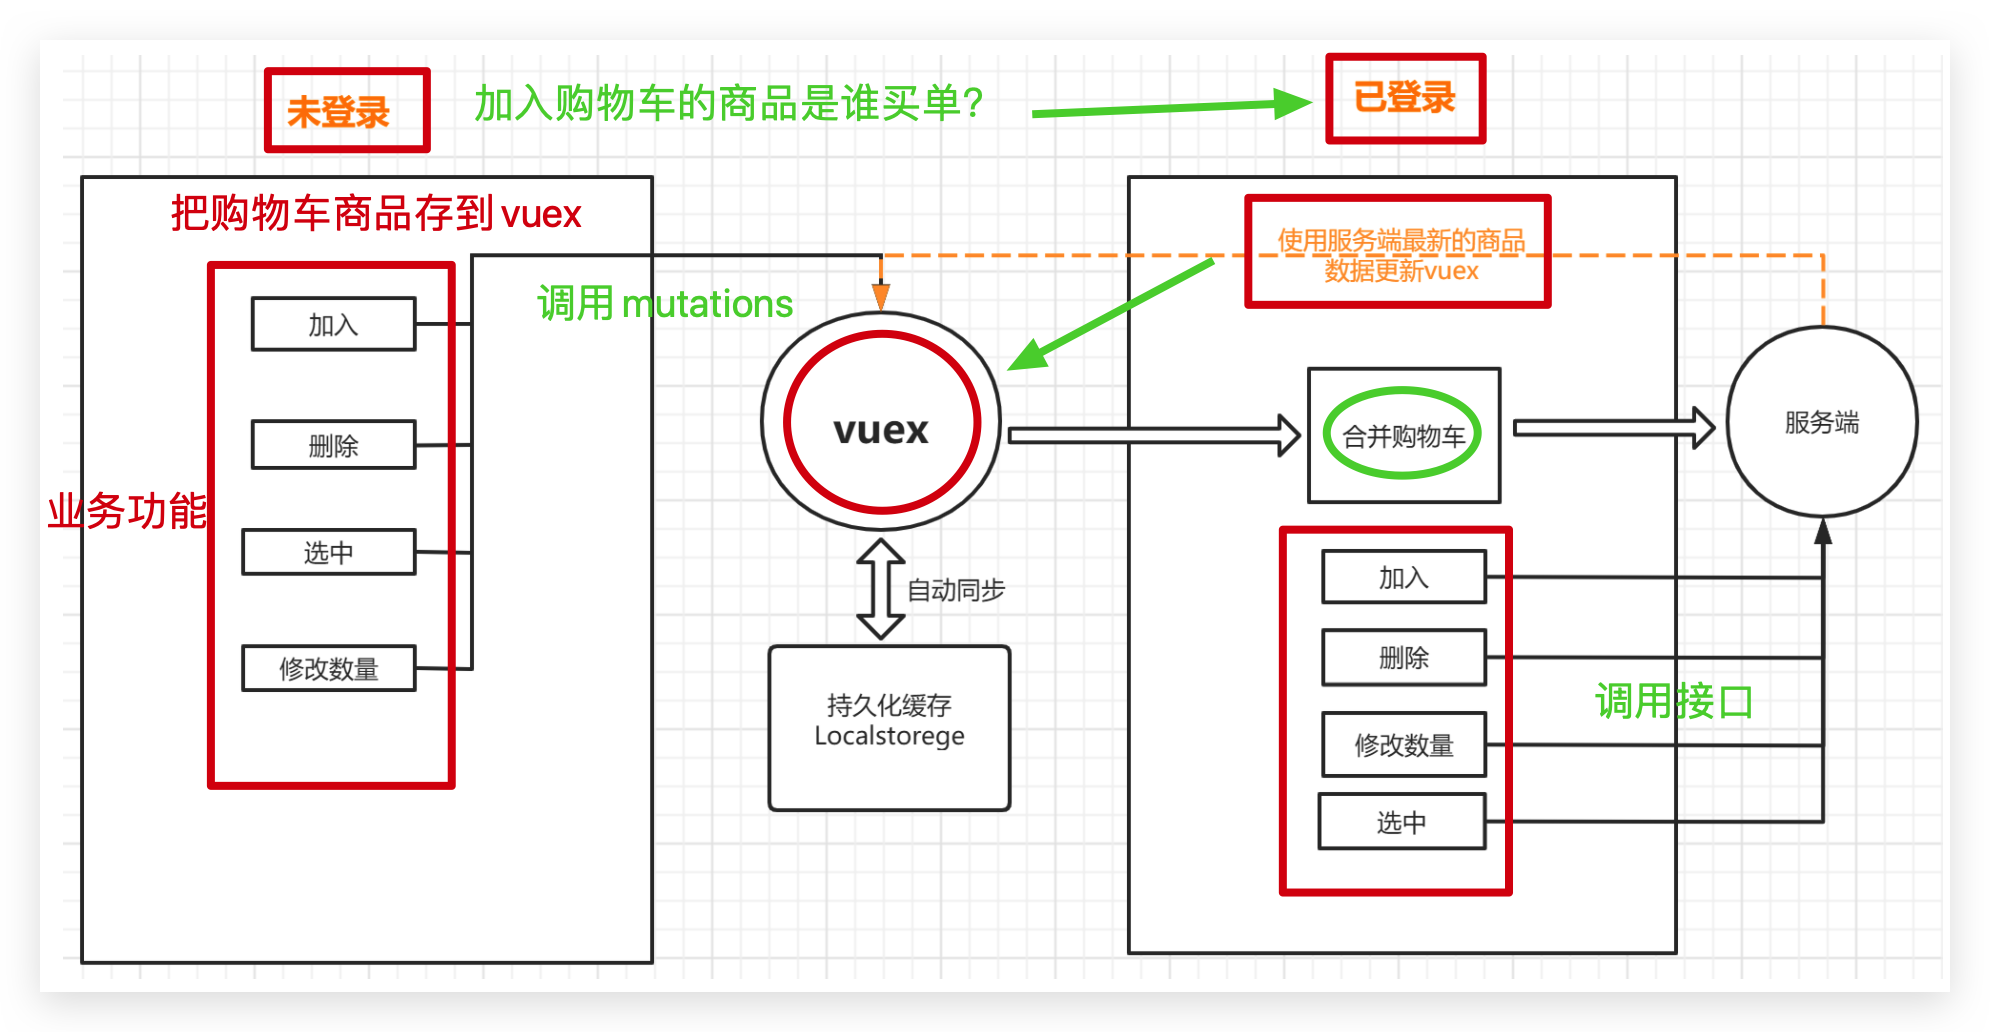 未登录
加入购物车的商品是谁买单?
已登录
把购物车商品存到 vuex
使用服务端最新的商品
数据更新vuex
调用 mutations
加入
删除
业务功能
选中
修改数量
vuex
自动同步
持久化缓存
Localstorege
合并购物车
服务端
加入
删除
修改数量
选中
调用接口